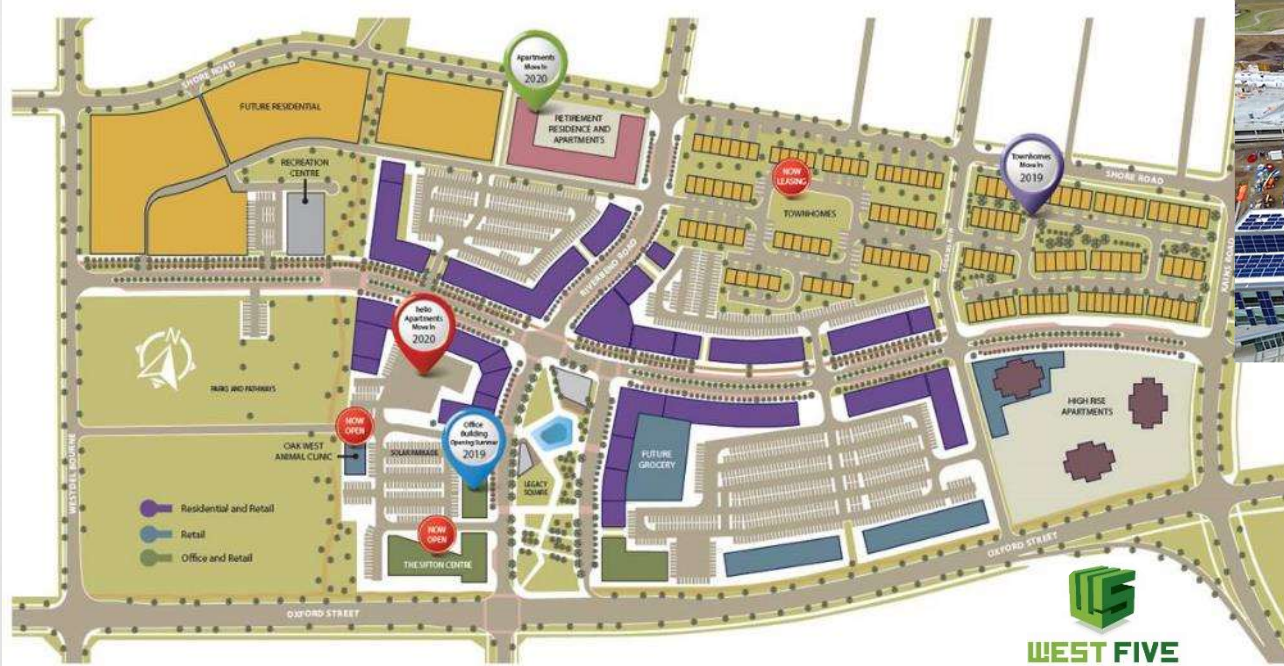 SHORE ROAD
FUTURE RESIDENTIAL
RECREATION
CENTRE
Apartments
Move In
2020
RETIREMENT
RESIDENCE AND
APARTMENTS
NOW
LEASING
TOWNHOMES
Townhomes
Move In
2019
SHORE ROAD
KAINS ROAD
RIVERBEND ROAD
hello
Apartments
Move In
2020
N
PARKS AND PATHWAYS
WESTDEL BOURNE
NOW
OPEN
OAK WEST
ANIMAL CLINIC
SOLAR PARKADE
Office
Building
Opening Summer
2019
LEGACY
SQUARE
FUTURE
GROCERY
HIGH RISE
APARTMENTS
Residential and Retail
Retail
Office and Retail
NOW
OPEN
THE SIFTON CENTRE
OXFORD STREET
OXFORD STREET
WEST FIVE